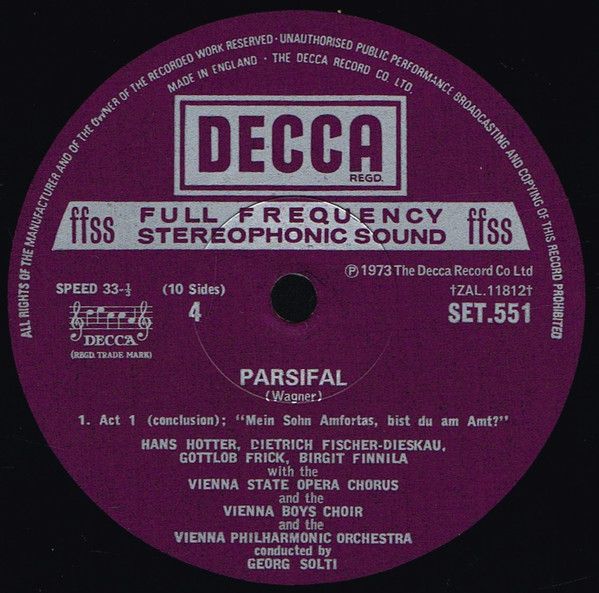 ALL RIGHTS OF THE MANUFACTURER AND OF THE OWNER OF THE RECORDED WORK RESERVED · UNAUTHORISED PUBLIC PERFORMANCE BROADCASTING AND COPYING OF THIS RECORD PROHIBITED
MADE IN ENGLAND · THE DECCA RECORD CO. LTD.
DECCA
REGD.
ffss FULL FREQUENCY ffss
STEREOPHONIC SOUND
℗ 1973 The Decca Record Co Ltd
SPEED 33-⅓ (10 Sides) †ZAL.11812†
4 SET.551
DECCA
(REGD. TRADE MARK)
PARSIFAL
(Wagner)
1. Act 1 (conclusion); "Mein Sohn Amfortas, bist du am Amt?"
HANS HOTTER, DIETRICH FISCHER-DIESKAU,
GOTTLOB FRICK, BIRGIT FINNILA
with the
VIENNA STATE OPERA CHORUS
and the
VIENNA BOYS CHOIR
and the
VIENNA PHILHARMONIC ORCHESTRA
conducted by
GEORG SOLTI